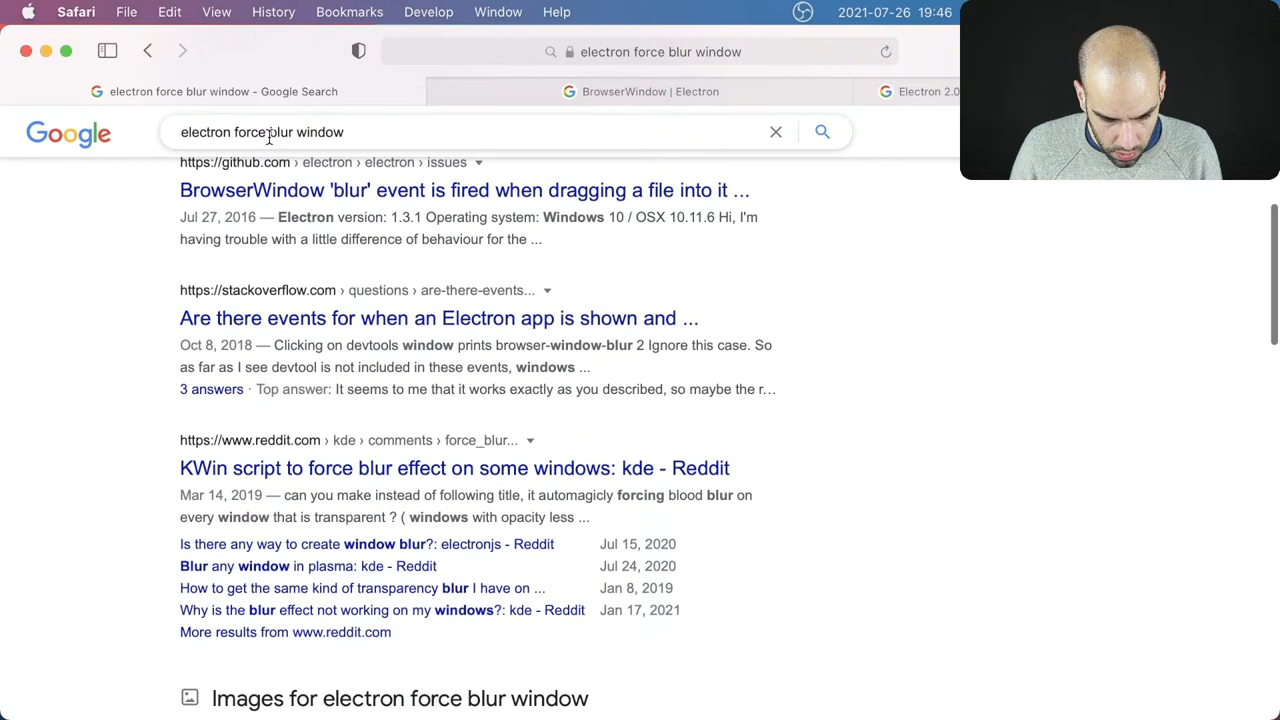 Safari File Edit View History Bookmarks Develop Window Help 2021-07-26 19:46
electron force blur window
electron force blur window - Google Search
BrowserWindow | Electron
Electron 2.0
Google
electron force blur window
https://github.com › electron › electron › issues
BrowserWindow 'blur' event is fired when dragging a file into it ...
Jul 27, 2016 — Electron version: 1.3.1 Operating system: Windows 10 / OSX 10.11.6 Hi, I'm
having trouble with a little difference of behaviour for the ...
https://stackoverflow.com › questions › are-there-events...
Are there events for when an Electron app is shown and ...
Oct 8, 2018 — Clicking on devtools window prints browser-window-blur 2 Ignore this case. So
as far as I see devtool is not included in these events, windows ...
3 answers · Top answer: It seems to me that it works exactly as you described, so maybe the r…
https://www.reddit.com › kde › comments › force_blur...
KWin script to force blur effect on some windows: kde - Reddit
Mar 14, 2019 — can you make instead of following title, it automagicly forcing blood blur on
every window that is transparent ? ( windows with opacity less ...
Is there any way to create window blur?: electronjs - Reddit Jul 15, 2020
Blur any window in plasma: kde - Reddit Jul 24, 2020
How to get the same kind of transparency blur I have on ... Jan 8, 2019
Why is the blur effect not working on my windows?: kde - Reddit Jan 17, 2021
More results from www.reddit.com
Images for electron force blur window